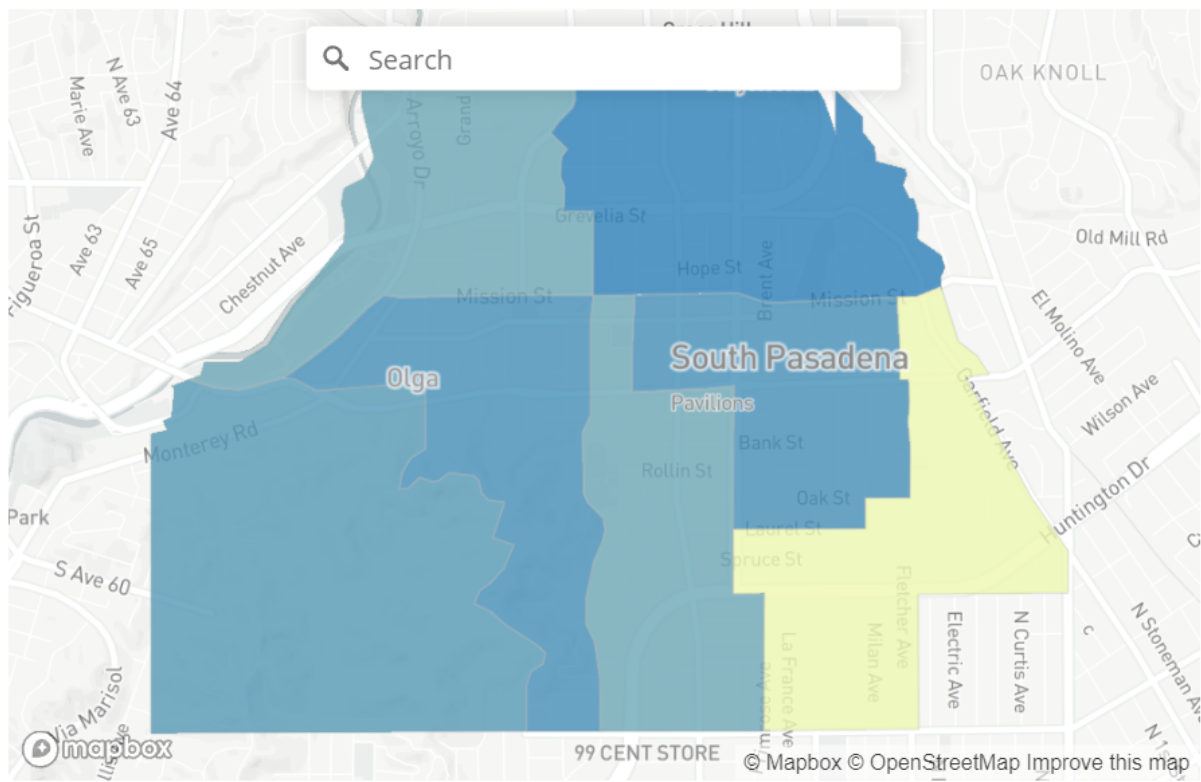 Search
OAK KNOLL
N Ave 63
Marie Ave
Ave 64
Arroyo Dr
Grand
Figueroa St
Ave 63
Ave 65
Chestnut Ave
Grevelia St
Old Mill Rd
Hope St
Brent Ave
Mission St
Mission St
El Molino Ave
South Pasadena
Olga
Pavilions
Garfield Ave
Wilson Ave
Monterey Rd
Bank St
Rollin St
Oak St
Huntington Dr
Park
Laurel St
Spruce St
S Ave 60
Fletcher Ave
Milan Ave
La France Ave
Electric Ave
N Curtis Ave
N Stoneman Av
Via Marisol
mapbox
99 CENT STORE
© Mapbox © OpenStreetMap Improve this map